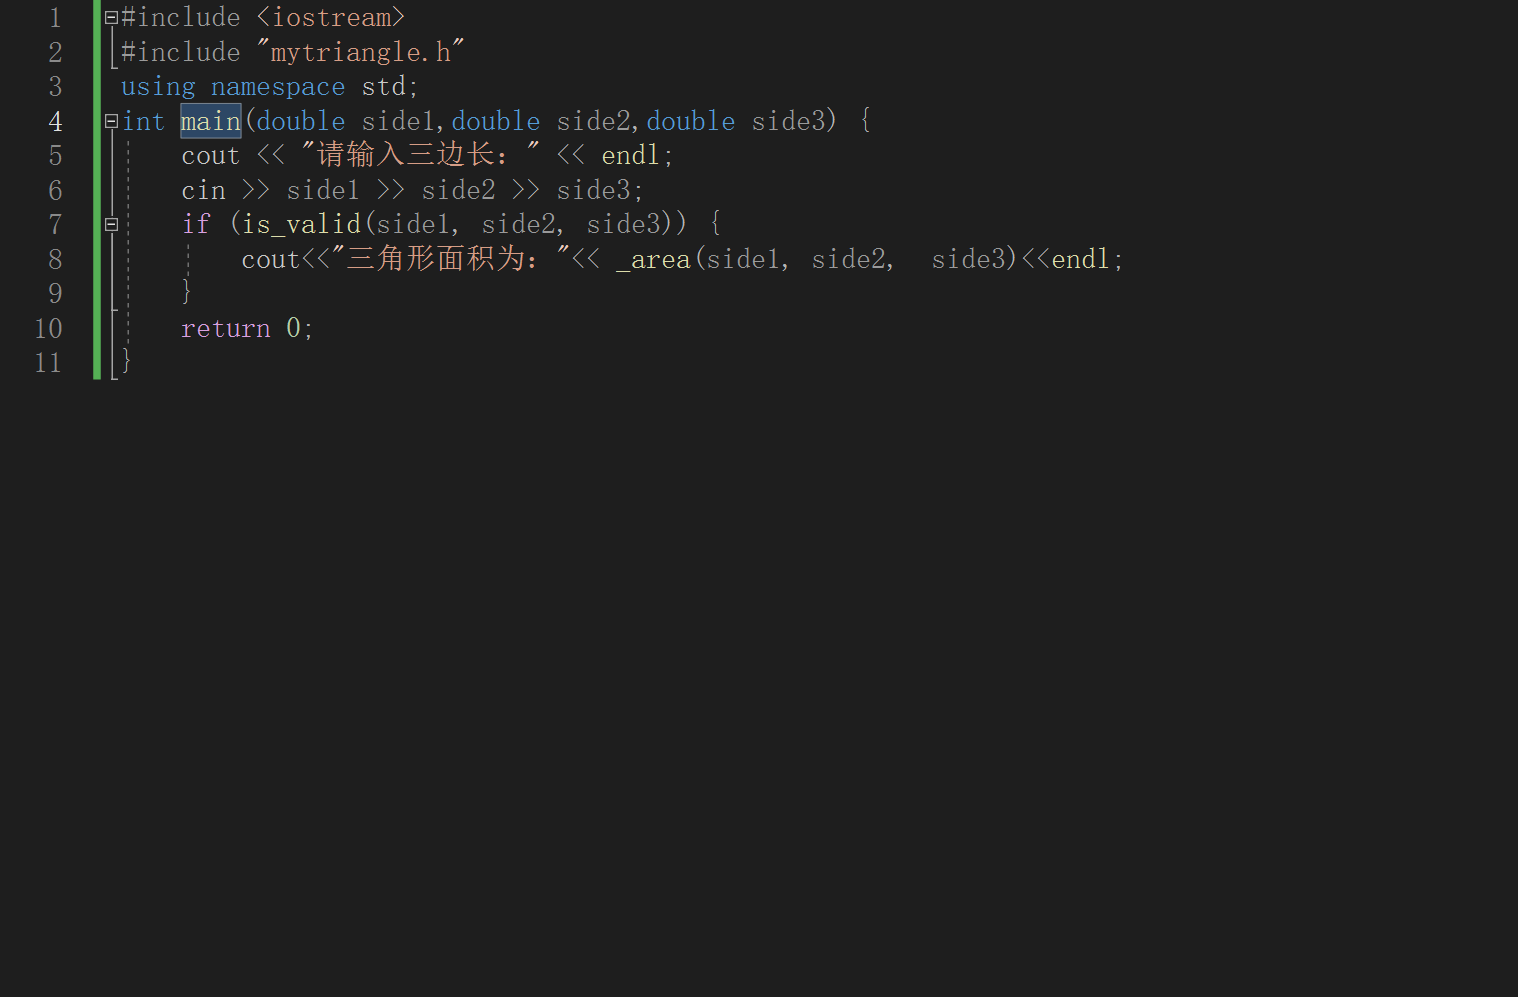 1 #include <iostream>
2 #include "mytriangle.h"
3 using namespace std;
4 int main(double side1,double side2,double side3) {
5     cout << "请输入三边长：" << endl;
6     cin >> side1 >> side2 >> side3;
7     if (is_valid(side1, side2, side3)) {
8         cout<<"三角形面积为："<< _area(side1, side2,  side3)<<endl;
9     }
10     return 0;
11 }